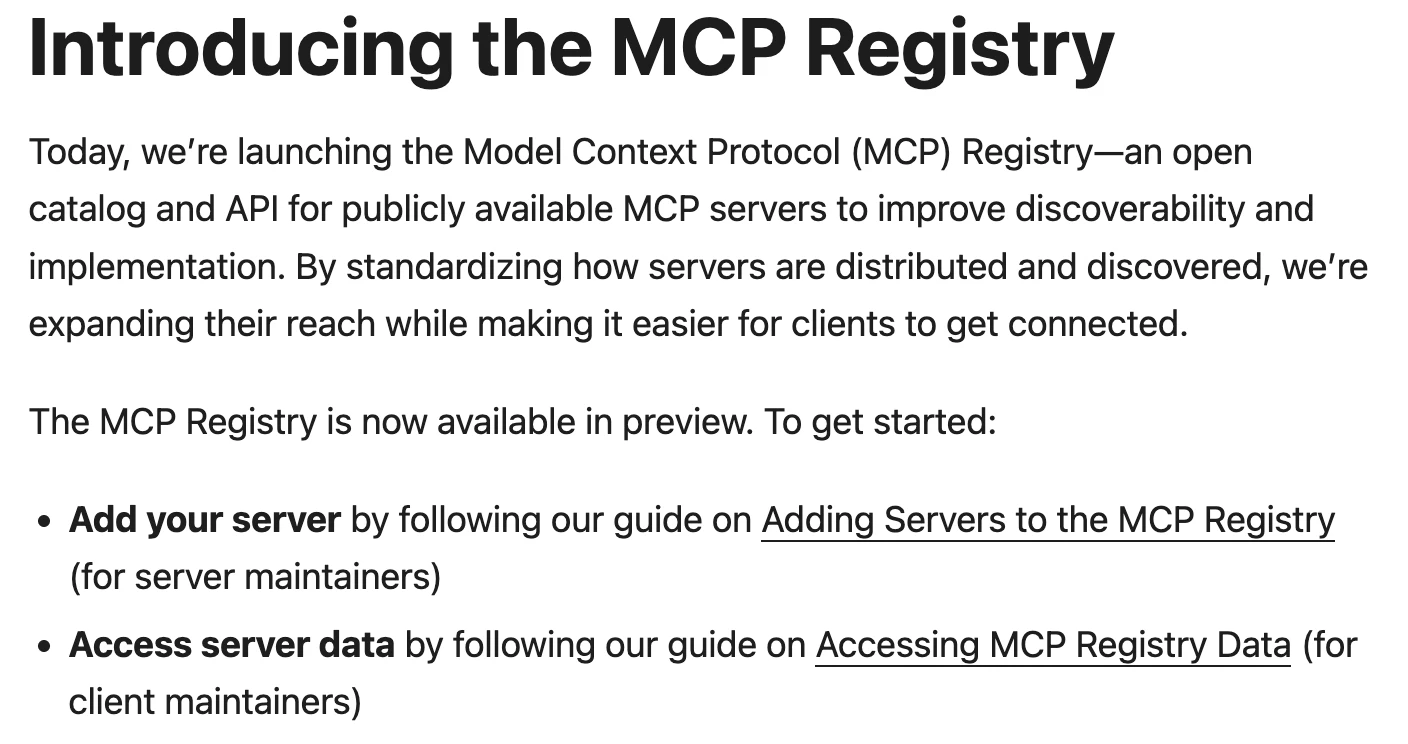 Introducing the MCP Registry
Today, we’re launching the Model Context Protocol (MCP) Registry—an open
catalog and API for publicly available MCP servers to improve discoverability and
implementation. By standardizing how servers are distributed and discovered, we’re
expanding their reach while making it easier for clients to get connected.
The MCP Registry is now available in preview. To get started:
• Add your server by following our guide on Adding Servers to the MCP Registry
(for server maintainers)
• Access server data by following our guide on Accessing MCP Registry Data (for
client maintainers)